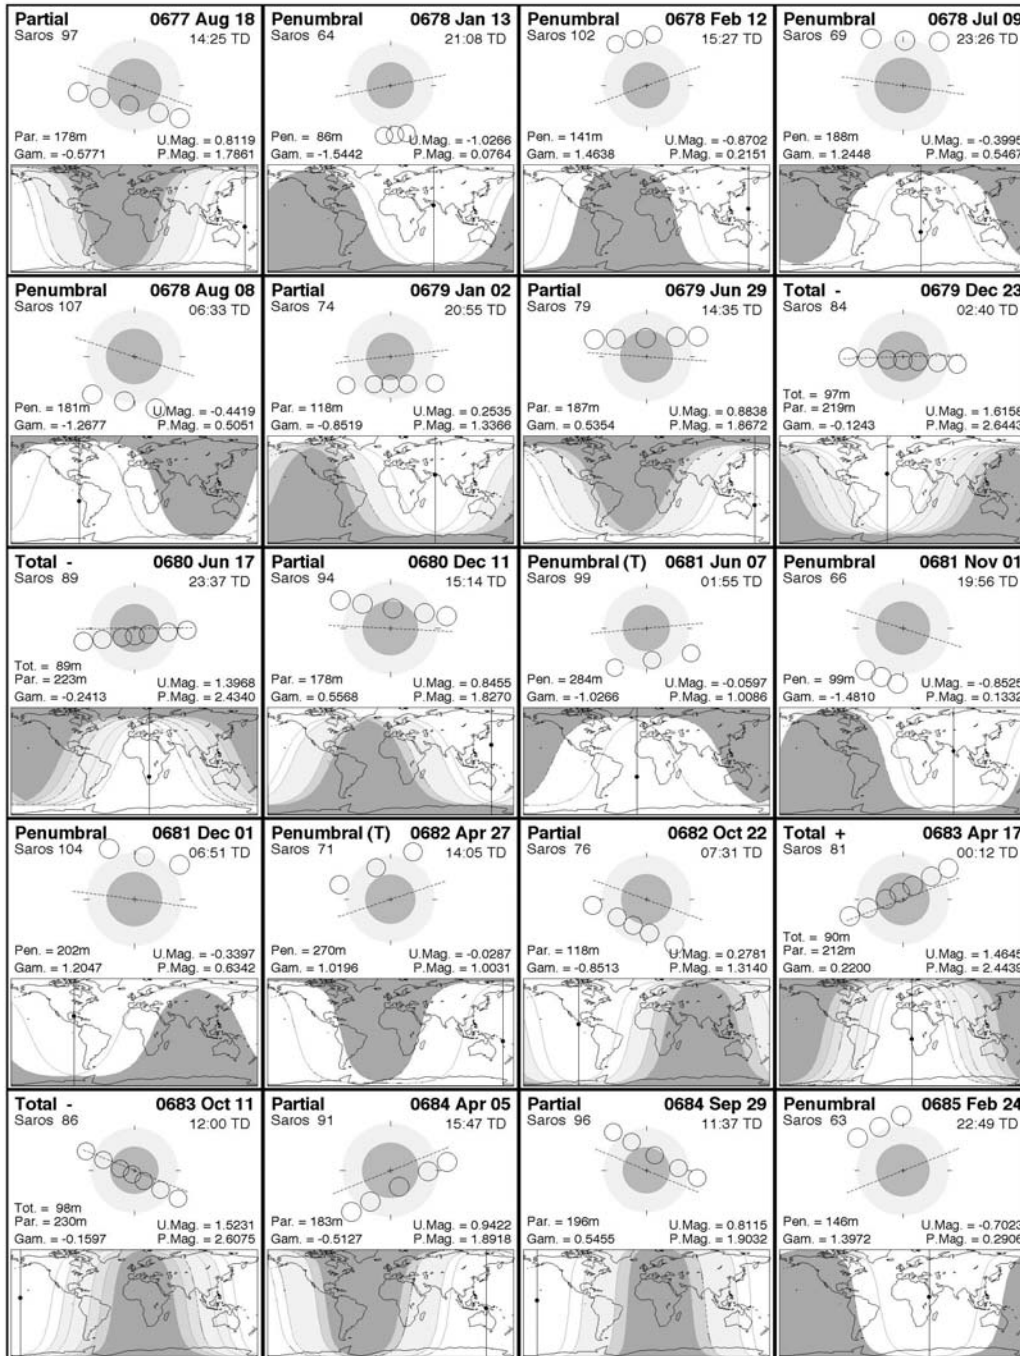 Partial 0677 Aug 18
Saros 97 14:25 TD
Par. = 178m U.Mag. = 0.8119
Gam. = -0.5771 P.Mag. = 1.7861
Penumbral 0678 Jan 13
Saros 64 21:08 TD
Pen. = 86m U.Mag. = -1.0266
Gam. = -1.5442 P.Mag. = 0.0764
Penumbral 0678 Feb 12
Saros 102 15:27 TD
Pen. = 141m U.Mag. = -0.8702
Gam. = 1.4638 P.Mag. = 0.2151
Penumbral 0678 Jul 09
Saros 69 23:26 TD
Pen. = 188m U.Mag. = -0.3995
Gam. = 1.2448 P.Mag. = 0.5467
Penumbral 0678 Aug 08
Saros 107 06:33 TD
Pen. = 181m U.Mag. = -0.4419
Gam. = -1.2677 P.Mag. = 0.5051
Partial 0679 Jan 02
Saros 74 20:55 TD
Par. = 118m U.Mag. = 0.2535
Gam. = -0.8519 P.Mag. = 1.3366
Partial 0679 Jun 29
Saros 79 14:35 TD
Par. = 187m U.Mag. = 0.8838
Gam. = 0.5354 P.Mag. = 1.8672
Total - 0679 Dec 23
Saros 84 02:40 TD
Tot. = 97m
Par. = 219m U.Mag. = 1.6158
Gam. = -0.1243 P.Mag. = 2.6443
Total - 0680 Jun 17
Saros 89 23:37 TD
Tot. = 89m
Par. = 223m U.Mag. = 1.3968
Gam. = -0.2413 P.Mag. = 2.4340
Partial 0680 Dec 11
Saros 94 15:14 TD
Par. = 178m U.Mag. = 0.8455
Gam. = 0.5568 P.Mag. = 1.8270
Penumbral (T) 0681 Jun 07
Saros 99 01:55 TD
Pen. = 284m U.Mag. = -0.0597
Gam. = -1.0266 P.Mag. = 1.0086
Penumbral 0681 Nov 01
Saros 66 19:56 TD
Pen. = 99m U.Mag. = -0.8525
Gam. = -1.4810 P.Mag. = 0.1332
Penumbral 0681 Dec 01
Saros 104 06:51 TD
Pen. = 202m U.Mag. = -0.3397
Gam. = 1.2047 P.Mag. = 0.6342
Penumbral (T) 0682 Apr 27
Saros 71 14:05 TD
Pen. = 270m U.Mag. = -0.0287
Gam. = 1.0196 P.Mag. = 1.0031
Partial 0682 Oct 22
Saros 76 07:31 TD
Par. = 118m U.Mag. = 0.2781
Gam. = -0.8513 P.Mag. = 1.3140
Total + 0683 Apr 17
Saros 81 00:12 TD
Tot. = 90m
Par. = 212m U.Mag. = 1.4645
Gam. = 0.2200 P.Mag. = 2.4439
Total - 0683 Oct 11
Saros 86 12:00 TD
Tot. = 98m
Par. = 230m U.Mag. = 1.5231
Gam. = -0.1597 P.Mag. = 2.6075
Partial 0684 Apr 05
Saros 91 15:47 TD
Par. = 183m U.Mag. = 0.9422
Gam. = -0.5127 P.Mag. = 1.8918
Partial 0684 Sep 29
Saros 96 11:37 TD
Par. = 196m U.Mag. = 0.8115
Gam. = 0.5455 P.Mag. = 1.9032
Penumbral 0685 Feb 24
Saros 63 22:49 TD
Pen. = 146m U.Mag. = -0.7023
Gam. = 1.3972 P.Mag. = 0.2906